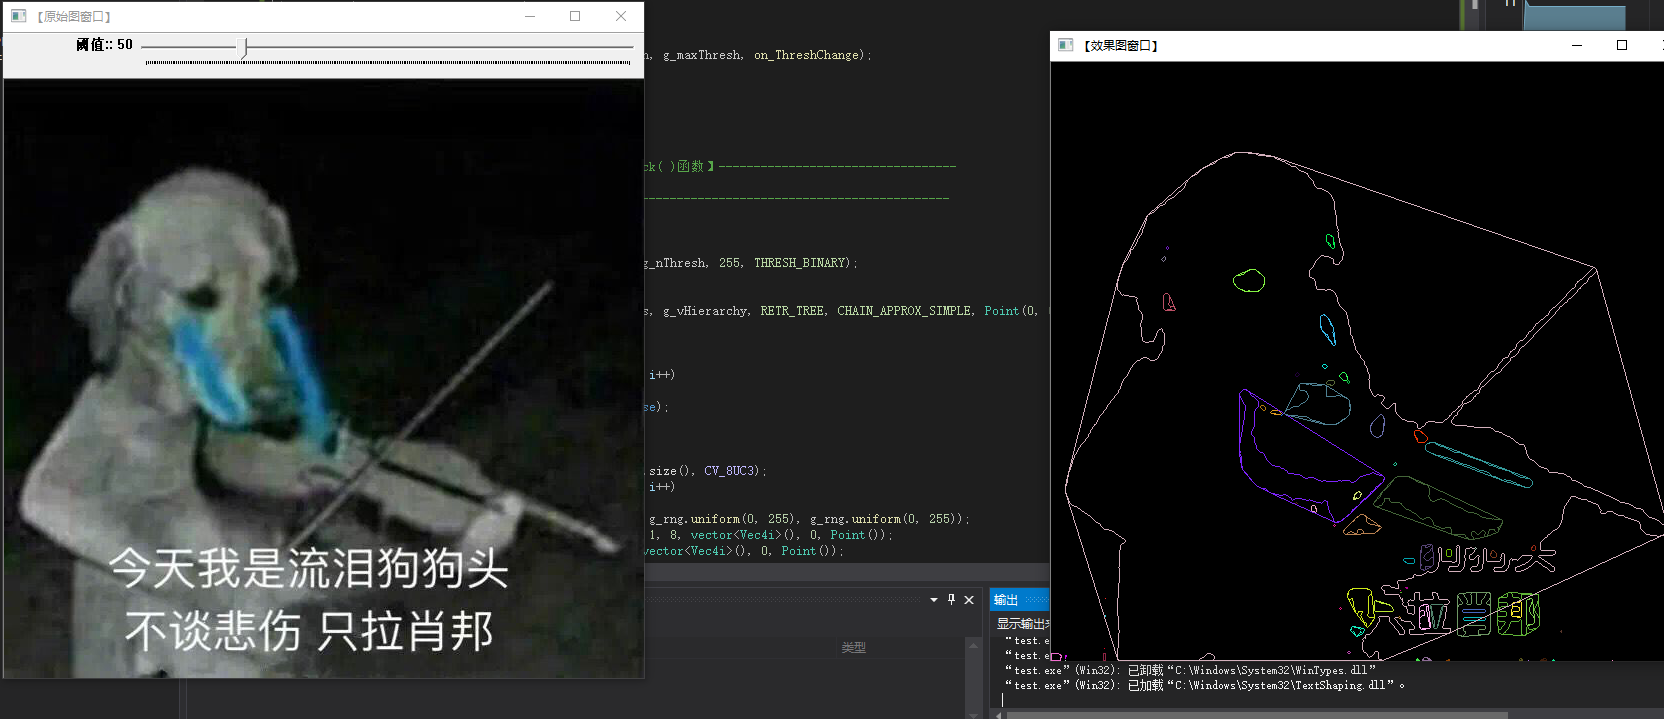 【原始图窗口】
阈值:: 50
今天我是流泪狗狗头
不谈悲伤 只拉肖邦
g_maxThresh, on_ThreshChange);
( )函数】----------------------------------
g_nThresh, 255, THRESH_BINARY);
g_vHierarchy, RETR_TREE, CHAIN_APPROX_SIMPLE, Point(0,
i++)
);
.size(), CV_8UC3);
i++)
g_rng.uniform(0, 255), g_rng.uniform(0, 255));
1, 8, vector<Vec4i>(), 0, Point());
vector<Vec4i>(), 0, Point());
类型
【效果图窗口】
拉肖邦
输出
显示输出
“test.e
“test.e
“test.exe”(Win32): 已卸载“C:\Windows\System32\WinTypes.dll”
“test.exe”(Win32): 已加载“C:\Windows\System32\TextShaping.dll”。